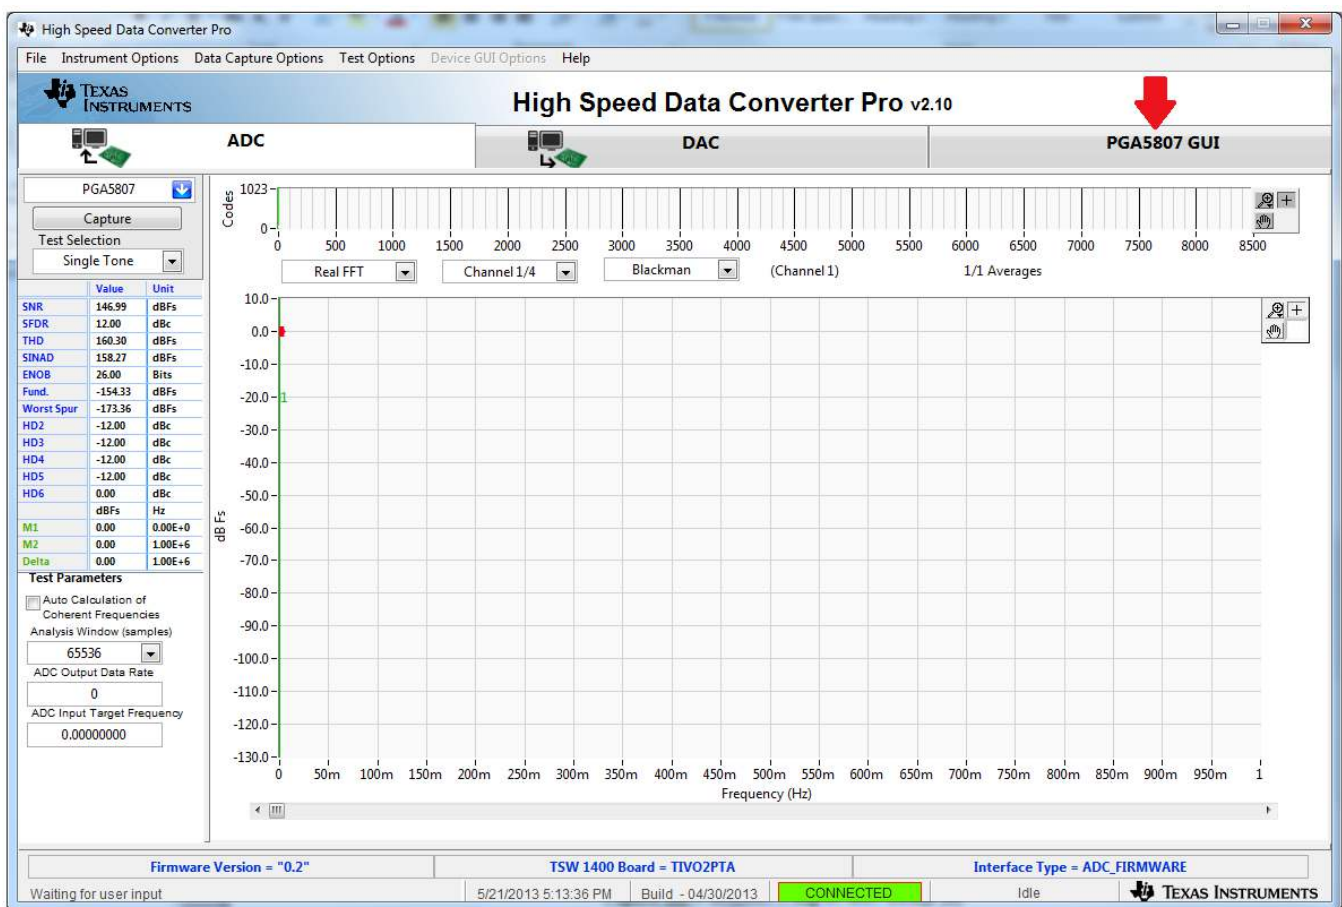 High Speed Data Converter Pro
File Instrument Options Data Capture Options Test Options Device GUI Options Help
TEXAS INSTRUMENTS
High Speed Data Converter Pro v2.10
ADC DAC PGA5807 GUI
PGA5807
Capture
Test Selection
Single Tone
Value Unit
SNR 146.99 dBFs
SFDR 12.00 dBc
THD 160.30 dBFs
SINAD 158.27 dBFs
ENOB 26.00 Bits
Fund. -154.33 dBFs
Worst Spur -173.36 dBFs
HD2 -12.00 dBc
HD3 -12.00 dBc
HD4 -12.00 dBc
HD5 -12.00 dBc
HD6 0.00 dBc
dBFs Hz
M1 0.00 0.00E+0
M2 0.00 1.00E+6
Delta 0.00 1.00E+6
Test Parameters
Auto Calculation of
Coherent Frequencies
Analysis Window (samples)
65536
ADC Output Data Rate
0
ADC Input Target Frequency
0.00000000
Codes
1023
0
0 500 1000 1500 2000 2500 3000 3500 4000 4500 5000 5500 6000 6500 7000 7500 8000 8500
Real FFT Channel 1/4 Blackman (Channel 1) 1/1 Averages
dB Fs
10.0
0.0
-10.0
-20.0
1
-30.0
-40.0
-50.0
-60.0
-70.0
-80.0
-90.0
-100.0
-110.0
-120.0
-130.0
0 50m 100m 150m 200m 250m 300m 350m 400m 450m 500m 550m 600m 650m 700m 750m 800m 850m 900m 950m 1
Frequency (Hz)
Firmware Version = "0.2" TSW 1400 Board = TIVO2PTA Interface Type = ADC_FIRMWARE
Waiting for user input 5/21/2013 5:13:36 PM Build - 04/30/2013 CONNECTED Idle TEXAS INSTRUMENTS